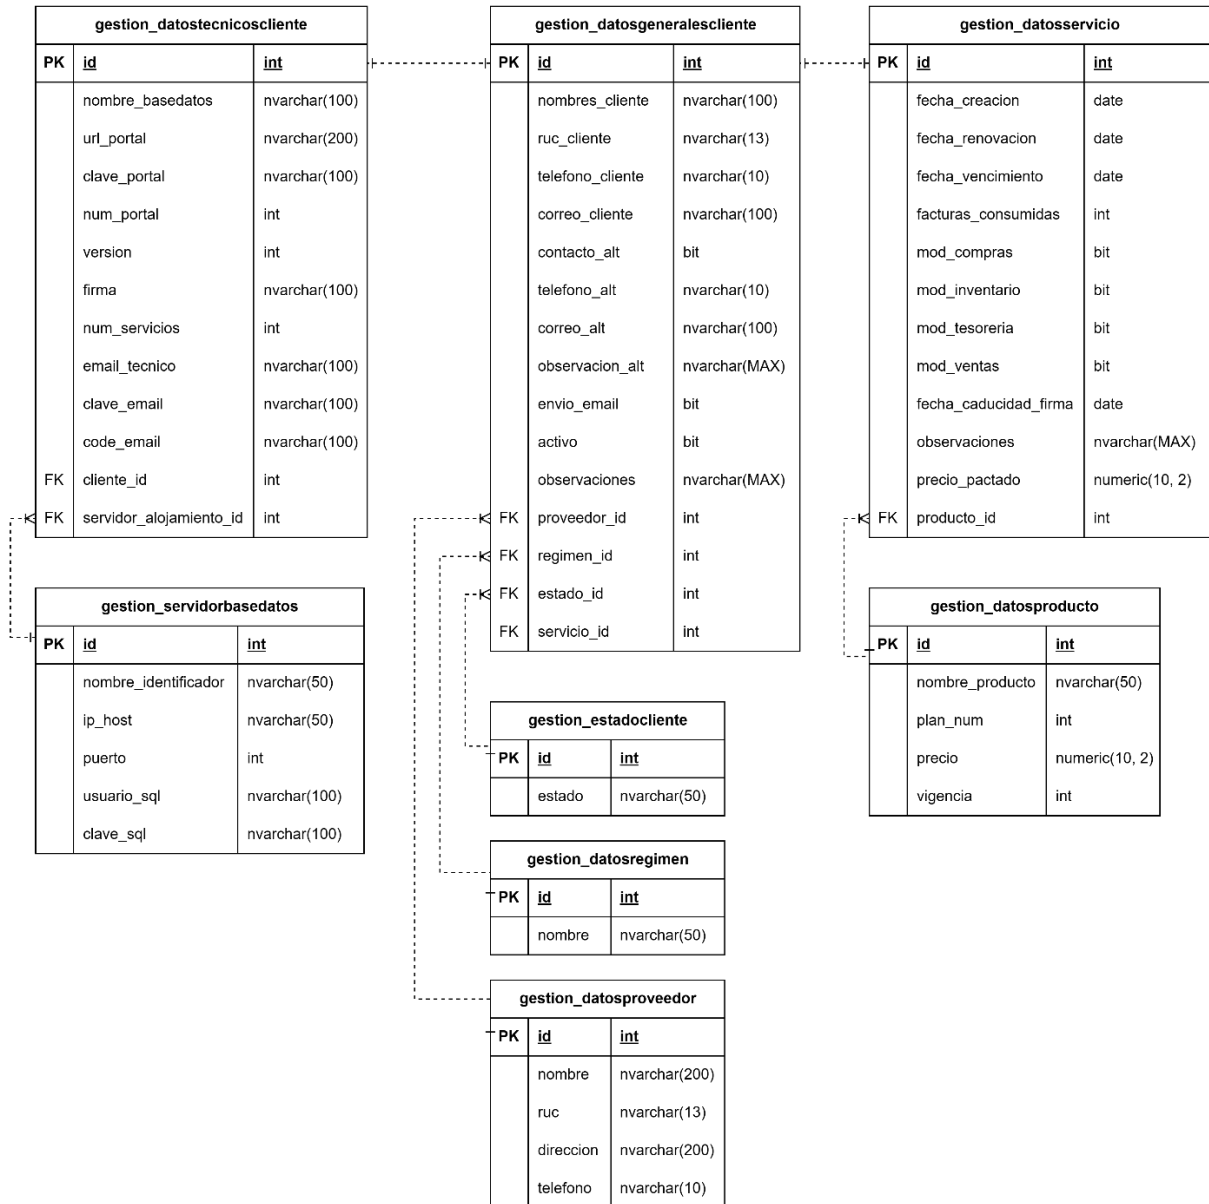 gestion_datostecnicoscliente
PK id int
nombre_basedatos nvarchar(100)
url_portal nvarchar(200)
clave_portal nvarchar(100)
num_portal int
version int
firma nvarchar(100)
num_servicios int
email_tecnico nvarchar(100)
clave_email nvarchar(100)
code_email nvarchar(100)
FK cliente_id int
FK servidor_alojamiento_id int
gestion_servidorbasedatos
PK id int
nombre_identificador nvarchar(50)
ip_host nvarchar(50)
puerto int
usuario_sql nvarchar(100)
clave_sql nvarchar(100)
gestion_datosgeneralescliente
PK id int
nombres_cliente nvarchar(100)
ruc_cliente nvarchar(13)
telefono_cliente nvarchar(10)
correo_cliente nvarchar(100)
contacto_alt bit
telefono_alt nvarchar(10)
correo_alt nvarchar(100)
observacion_alt nvarchar(MAX)
envio_email bit
activo bit
observaciones nvarchar(MAX)
FK proveedor_id int
FK regimen_id int
FK estado_id int
FK servicio_id int
gestion_estadocliente
PK id int
estado nvarchar(50)
gestion_datosregimen
PK id int
nombre nvarchar(50)
gestion_datosproveedor
PK id int
nombre nvarchar(200)
ruc nvarchar(13)
direccion nvarchar(200)
telefono nvarchar(10)
gestion_datosservicio
PK id int
fecha_creacion date
fecha_renovacion date
fecha_vencimiento date
facturas_consumidas int
mod_compras bit
mod_inventario bit
mod_tesoreria bit
mod_ventas bit
fecha_caducidad_firma date
observaciones nvarchar(MAX)
precio_pactado numeric(10, 2)
FK producto_id int
gestion_datosproducto
PK id int
nombre_producto nvarchar(50)
plan_num int
precio numeric(10, 2)
vigencia int